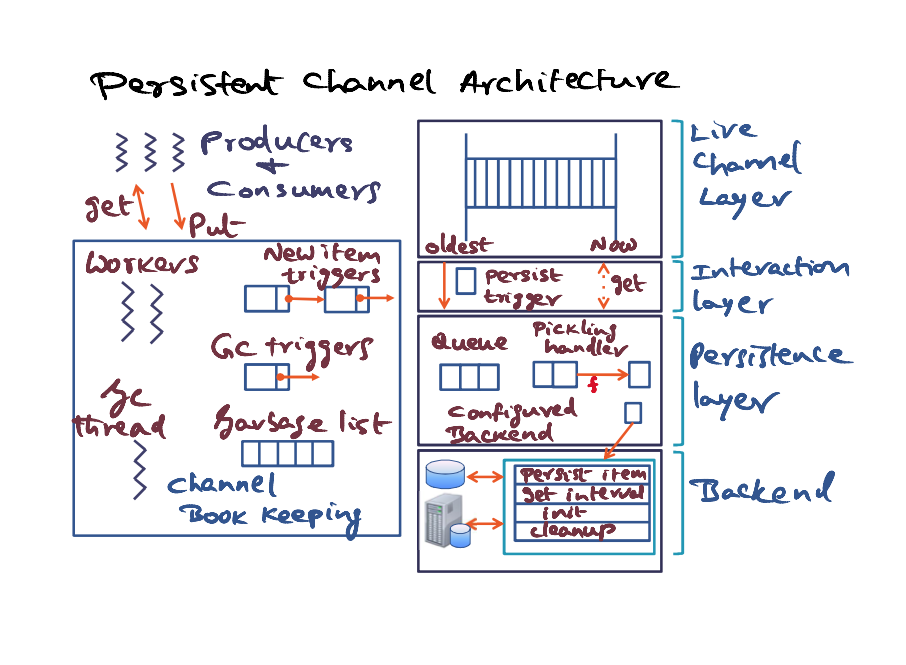 Persistent Channel Architecture
Producers
+
Consumers
get
Put
Workers
New item
triggers
GC triggers
GC
thread
Garbage list
Channel
Book Keeping
oldest
Now
Live
Channel
Layer
Persist
trigger
get
Interaction
layer
Queue
Pickling
handler
f
Configured
Backend
Persistence
layer
Persist item
get interval
init
cleanup
Backend